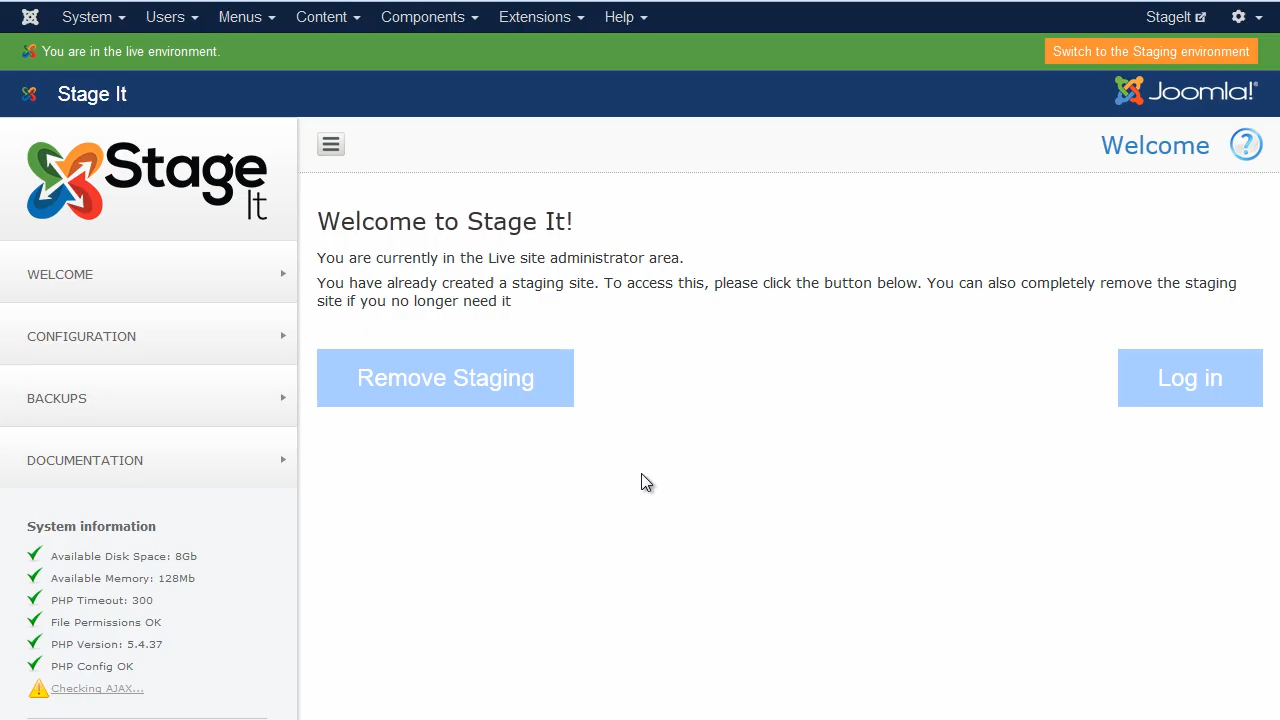 System Users Menus Content Components Extensions Help StageIt
You are in the live environment. Switch to the Staging environment
Stage It Joomla!®
Stage It
Welcome
WELCOME
CONFIGURATION
BACKUPS
DOCUMENTATION
System information
Available Disk Space: 8Gb
Available Memory: 128Mb
PHP Timeout: 300
File Permissions OK
PHP Version: 5.4.37
PHP Config OK
Checking AJAX...
Welcome to Stage It!
You are currently in the Live site administrator area.
You have already created a staging site. To access this, please click the button below. You can also completely remove the staging
site if you no longer need it
Remove Staging Log in